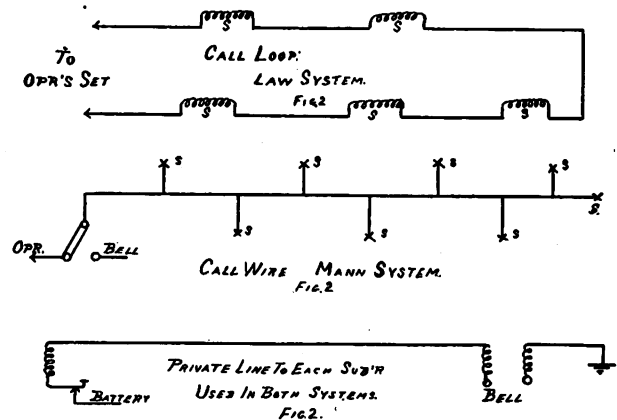 S S
TO
OPR'S SET
CALL LOOP:
LAW SYSTEM.
FIG.2
S S S
S S S S
S S S S
OPR. BELL
CALL WIRE MANN SYSTEM.
FIG.2
PRIVATE LINE TO EACH SUB'R
USED IN BOTH SYSTEMS.
FIG.2.
BATTERY
BELL